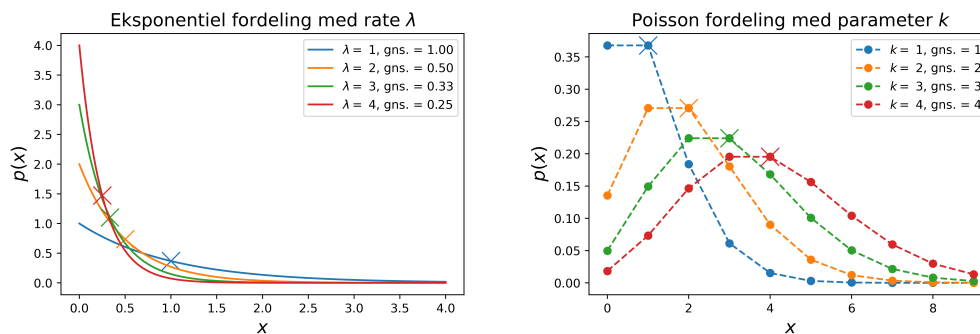 Eksponentiel fordeling med rate λ
4.0
3.5
3.0
2.5
2.0
1.5
1.0
0.5
0.0
p(x)
λ = 1, gns. = 1.00
λ = 2, gns. = 0.50
λ = 3, gns. = 0.33
λ = 4, gns. = 0.25
0.0 0.5 1.0 1.5 2.0 2.5 3.0 3.5 4.0
x
Poisson fordeling med parameter k
0.35
0.30
0.25
0.20
0.15
0.10
0.05
0.00
p(x)
k = 1, gns. = 1
k = 2, gns. = 2
k = 3, gns. = 3
k = 4, gns. = 4
0 2 4 6 8
x